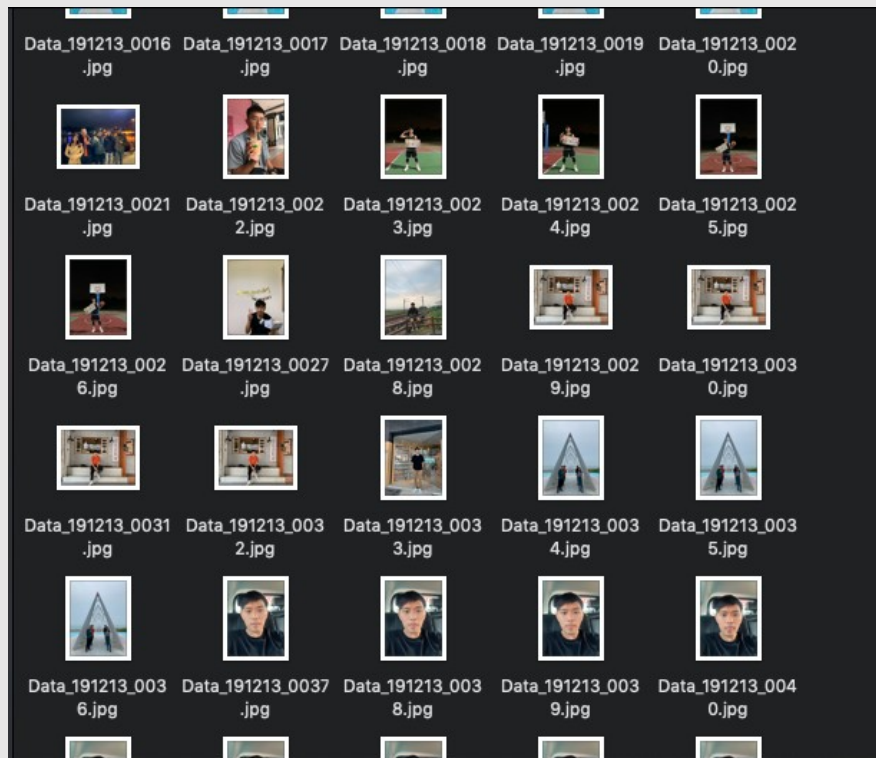 Data_191213_0016 Data_191213_0017 Data_191213_0018 Data_191213_0019 Data_191213_002
.jpg .jpg .jpg .jpg 0.jpg
Data_191213_0021 Data_191213_002 Data_191213_002 Data_191213_002 Data_191213_002
.jpg 2.jpg 3.jpg 4.jpg 5.jpg
Data_191213_002 Data_191213_0027 Data_191213_002 Data_191213_002 Data_191213_003
6.jpg .jpg 8.jpg 9.jpg 0.jpg
Data_191213_0031 Data_191213_003 Data_191213_003 Data_191213_003 Data_191213_003
.jpg 2.jpg 3.jpg 4.jpg 5.jpg
Data_191213_003 Data_191213_0037 Data_191213_003 Data_191213_003 Data_191213_004
6.jpg .jpg 8.jpg 9.jpg 0.jpg